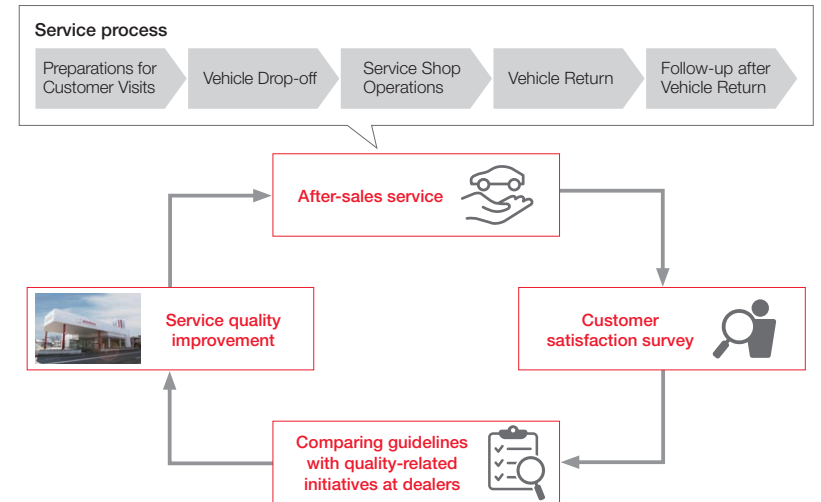 Service process
Preparations for
Customer Visits
Vehicle Drop-off
Service Shop
Operations
Vehicle Return
Follow-up after
Vehicle Return
After-sales service
Service quality
improvement
Customer
satisfaction survey
Comparing guidelines
with quality-related
initiatives at dealers